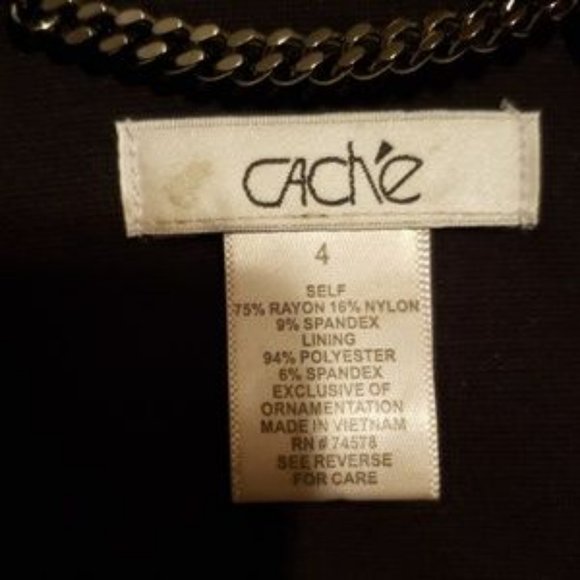 CACHÉ
4
SELF
75% RAYON 16% NYLON
9% SPANDEX
LINING
94% POLYESTER
6% SPANDEX
EXCLUSIVE OF
ORNAMENTATION
MADE IN VIETNAM
RN # 74578
SEE REVERSE
FOR CARE